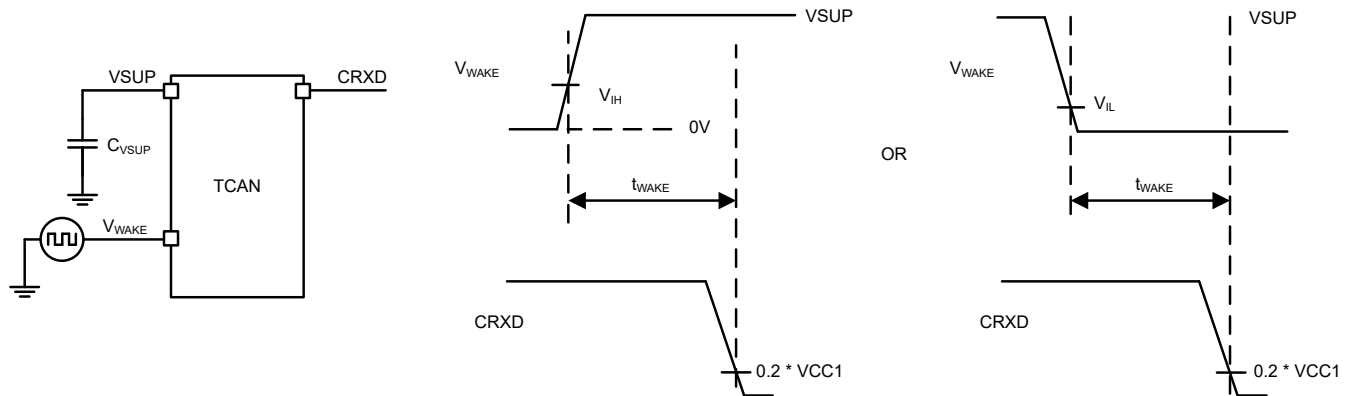 VSUP
CRXD
CVSUP
TCAN
VWAKE
VSUP
VWAKE
VIH
0V
tWAKE
CRXD
0.2 * VCC1
OR
VSUP
VWAKE
VIL
tWAKE
CRXD
0.2 * VCC1